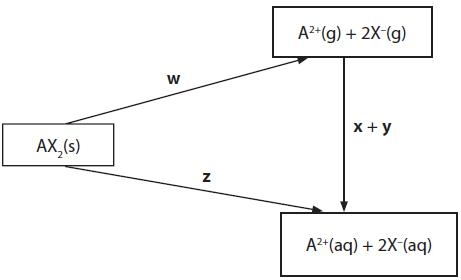 A²⁺(g) + 2X⁻(g)
w
x + y
AX₂(s)
z
A²⁺(aq) + 2X⁻(aq)